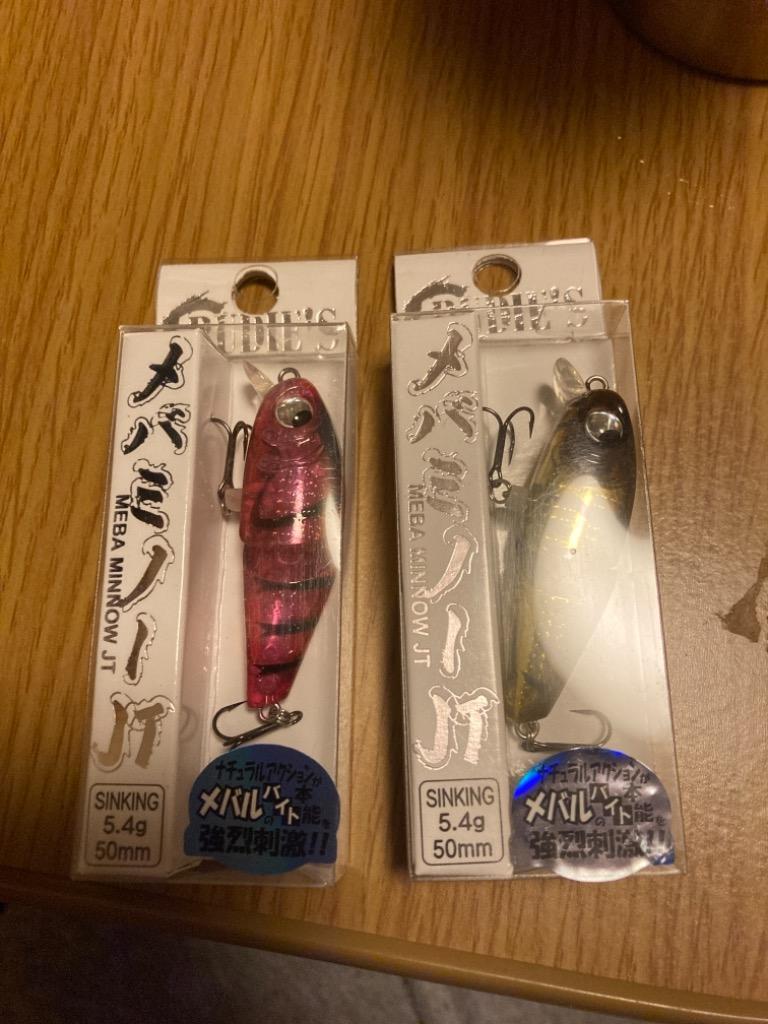 RUDIE'S
メバミノーJT
MEBA MINNOW JT
SINKING
5.4g
50mm
ナチュラルアクションが
メバルのバイト本能を
強烈刺激!!
RUDIE'S
メバミノーJT
MEBA MINNOW JT
SINKING
5.4g
50mm
ナチュラルアクションが
メバルのバイト本能を
強烈刺激!!